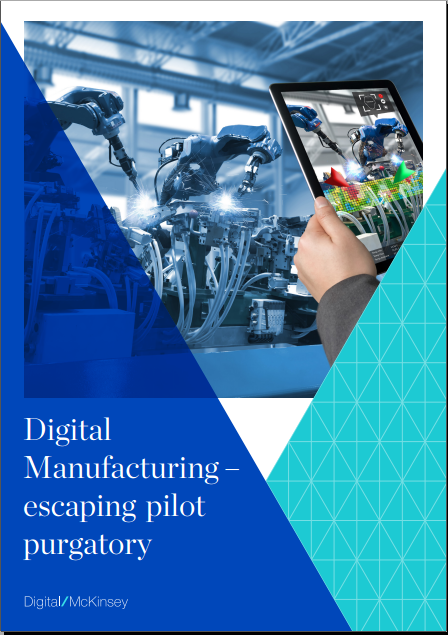 Digital
Manufacturing –
escaping pilot
purgatory
Digital/McKinsey